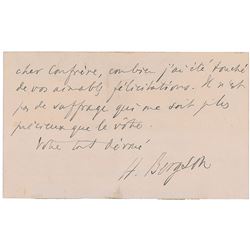 cher Confrère, combien j'ai été touché
de vos aimables félicitations. Il n'est
pas de suffrage qui me soit plus
précieux que le vôtre.
Votre tout dévoué
H. Bergson